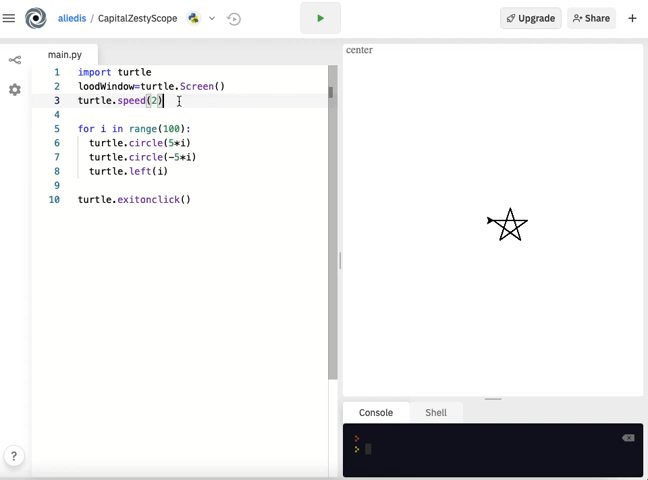 aliedis / CapitalZestyScope
Upgrade
Share
main.py
center
1 import turtle
2 loodWindow=turtle.Screen()
3 turtle.speed(2)
4
5 for i in range(100):
6 turtle.circle(5*i)
7 turtle.circle(-5*i)
8 turtle.left(i)
9
10 turtle.exitonclick()
Console Shell
?